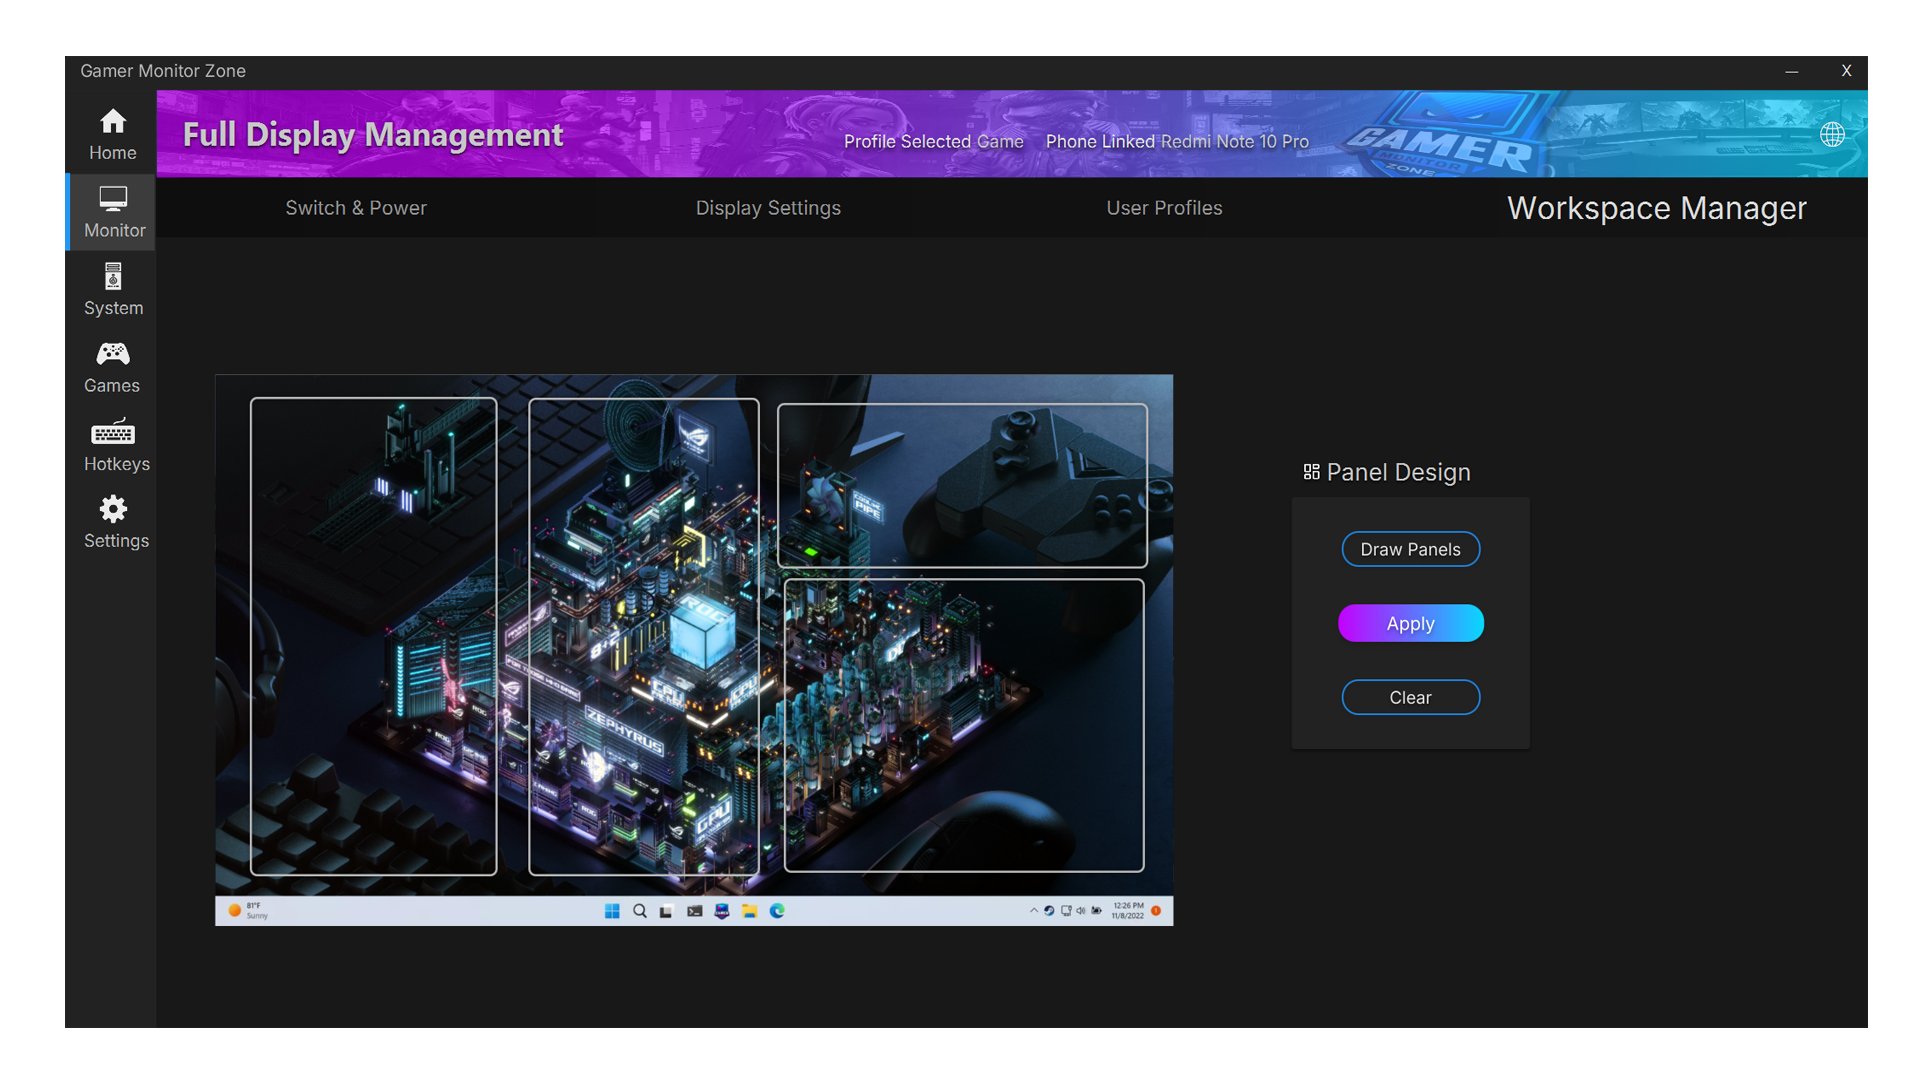 Gamer Monitor Zone
X
Home
Full Display Management
Profile Selected Game
Phone Linked Redmi Note 10 Pro
GAMER
MONITOR
ZONE
Monitor
Switch & Power
Display Settings
User Profiles
Workspace Manager
System
Games
Hotkeys
Settings
PIPE
ROG
ZEPHYRUS
CPU
GPU
Panel Design
Draw Panels
Apply
Clear
81°F
Sunny
12:26 PM
11/8/2022